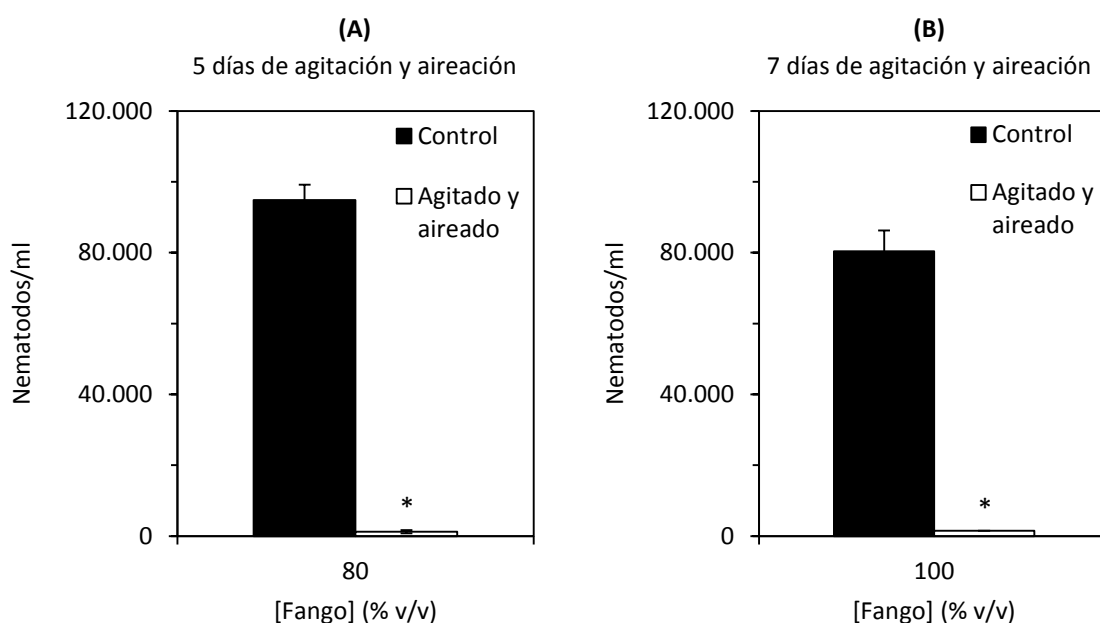 (A)
5 días de agitación y aireación
120.000
80.000
40.000
0
Nematodos/ml
Control
Agitado y
aireado
*
80
[Fango] (% v/v)
(B)
7 días de agitación y aireación
120.000
80.000
40.000
0
Nematodos/ml
Control
Agitado y
aireado
*
100
[Fango] (% v/v)